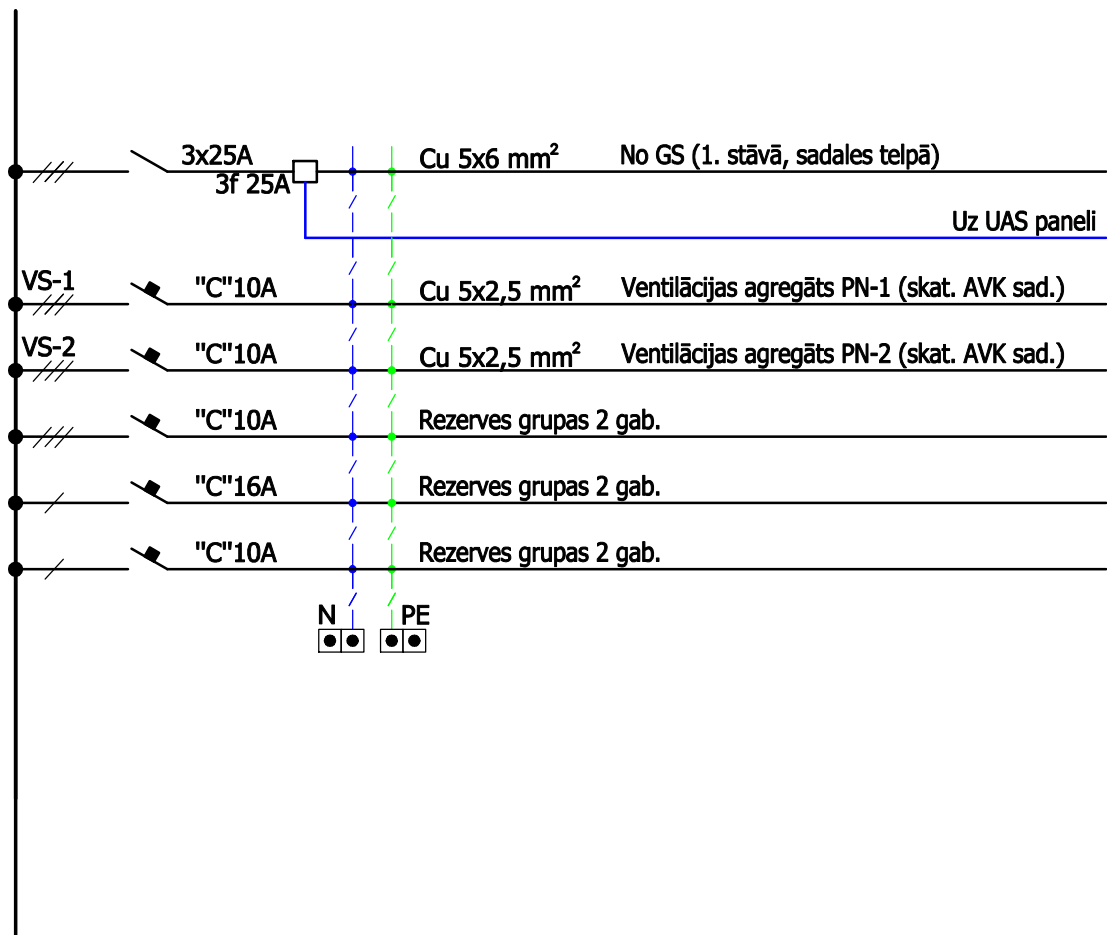 3x25A Cu 5x6 mm² No GS (1. stāvā, sadales telpā)
3f 25A
Uz UAS paneli
VS-1
"C"10A Cu 5x2,5 mm² Ventilācijas agregāts PN-1 (skat. AVK sad.)
VS-2
"C"10A Cu 5x2,5 mm² Ventilācijas agregāts PN-2 (skat. AVK sad.)
"C"10A Rezerves grupas 2 gab.
"C"16A Rezerves grupas 2 gab.
"C"10A Rezerves grupas 2 gab.
N PE